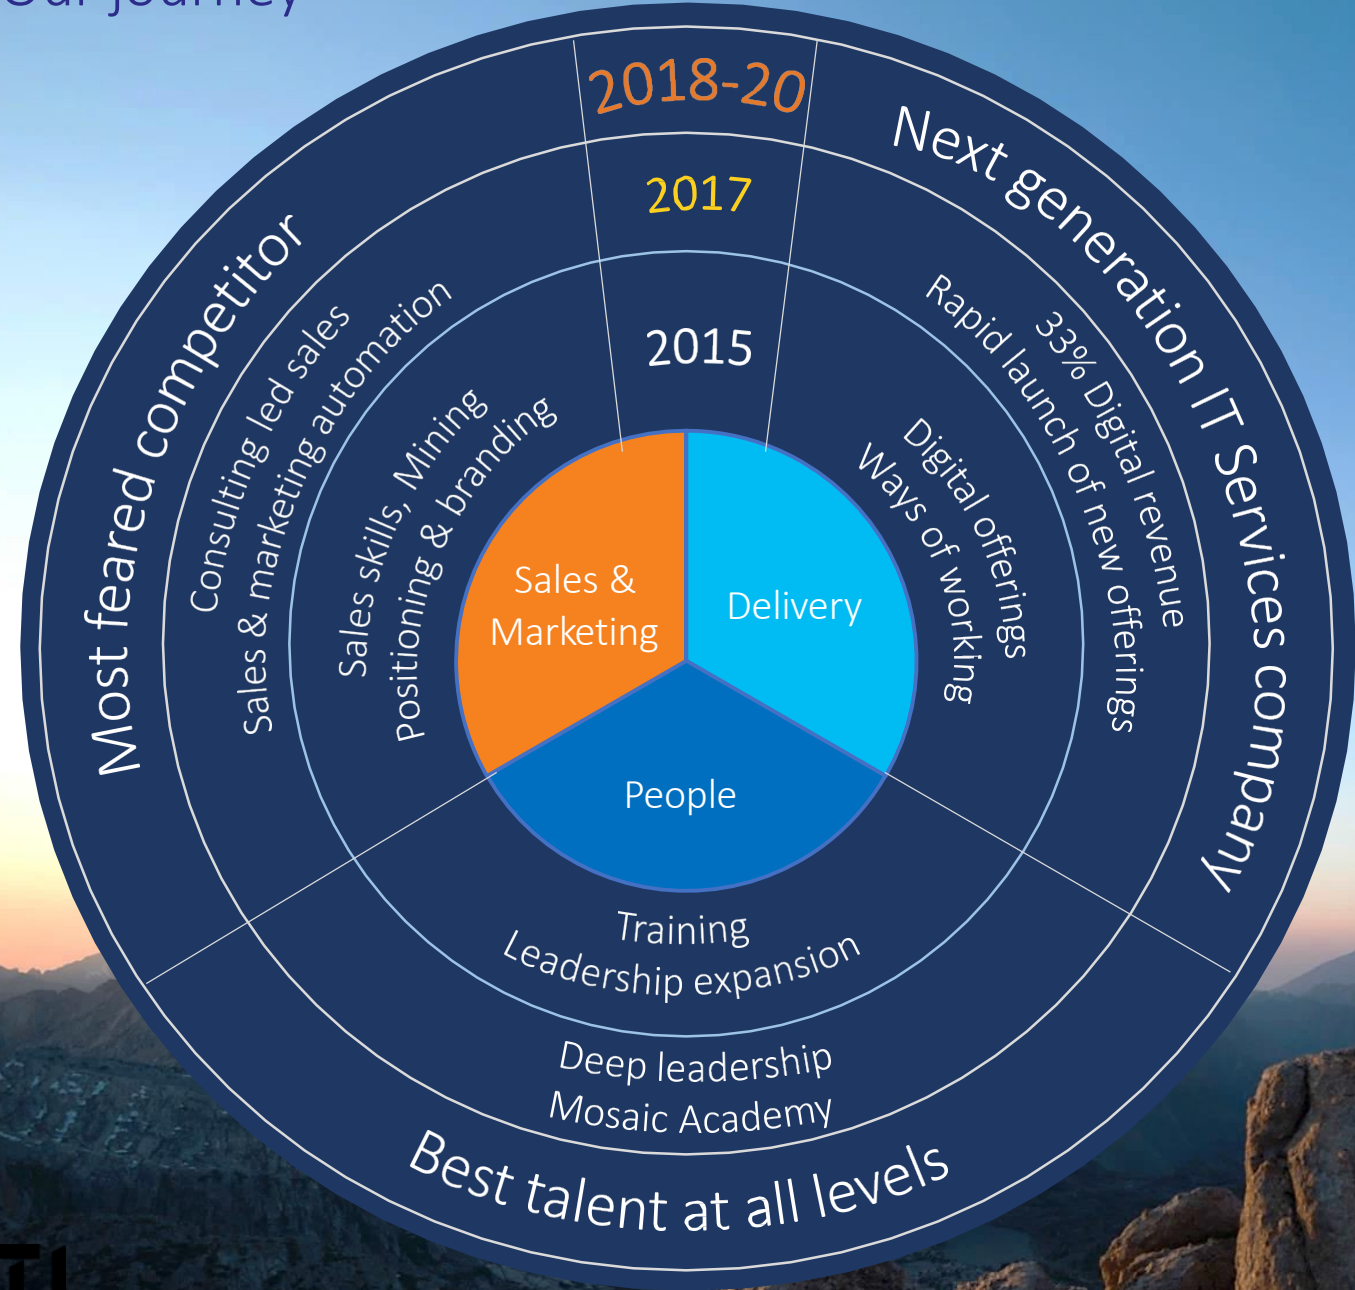 Our journey
2018-20
2017
2015
Most feared competitor
Consulting led sales
Sales & marketing automation
Sales skills, Mining
Positioning & branding
Sales &
Marketing
Delivery
People
Digital offerings
Ways of working
33% Digital revenue
Rapid launch of new offerings
Next generation IT Services company
Training
Leadership expansion
Deep leadership
Mosaic Academy
Best talent at all levels